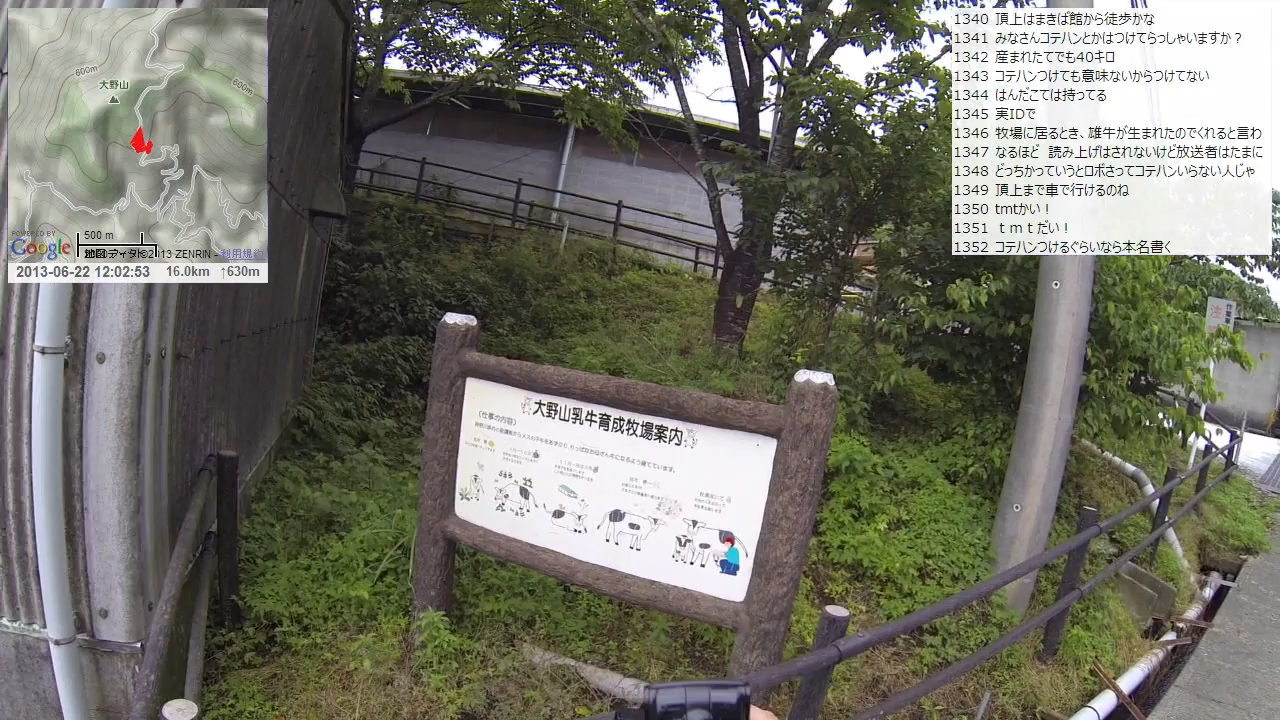 600m
大野山
600m
POWERED BY
Google
500 m
ZENRIN - 利用規約
2013-06-22 12:02:53 16.0km ↑630m
1340 頂上はまきば館から徒歩かな
1341 みなさんコテハンとかはつけてらっしゃいますか？
1342 産まれたてでも40キロ
1343 コテハンつけても意味ないからつけてない
1344 はんだこては持ってる
1345 実IDで
1346 牧場に居るとき、雄牛が生まれたのでくれると言わ
1347 なるほど 読み上げはされないけど放送者はたまに
1348 どっちかっていうとロボさってコテハンいらない人じゃ
1349 頂上まで車で行けるのね
1350 tmtかい！
1351 ｔｍｔだい！
1352 コテハンつけるぐらいなら本名書く
大野山乳牛育成牧場案内
(仕事の内容)